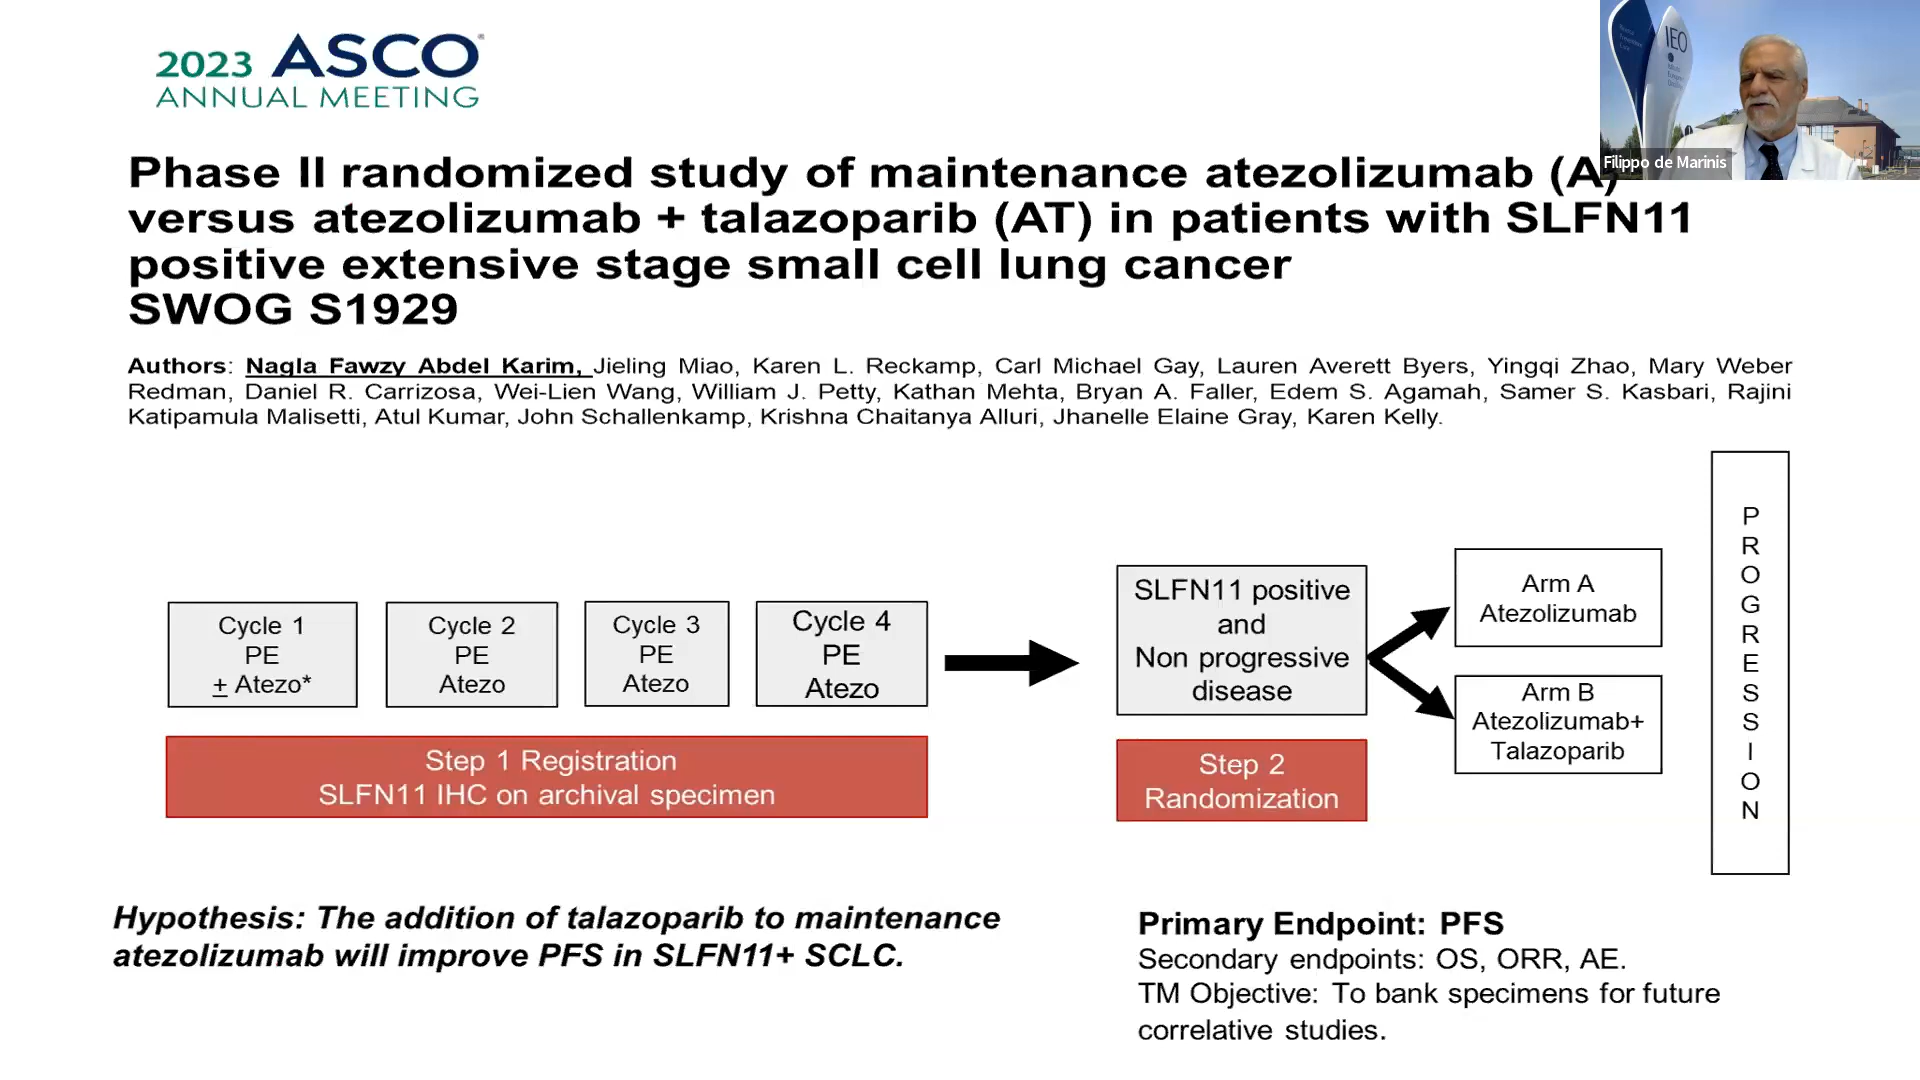 2023 ASCO®
ANNUAL MEETING
IEO
Filippo de Marinis
Phase II randomized study of maintenance atezolizumab (A)
versus atezolizumab + talazoparib (AT) in patients with SLFN11
positive extensive stage small cell lung cancer
SWOG S1929
Authors: Nagla Fawzy Abdel Karim, Jieling Miao, Karen L. Reckamp, Carl Michael Gay, Lauren Averett Byers, Yingqi Zhao, Mary Weber
Redman, Daniel R. Carrizosa, Wei-Lien Wang, William J. Petty, Kathan Mehta, Bryan A. Faller, Edem S. Agamah, Samer S. Kasbari, Rajini
Katipamula Malisetti, Atul Kumar, John Schallenkamp, Krishna Chaitanya Alluri, Jhanelle Elaine Gray, Karen Kelly.
Cycle 1
PE
± Atezo*
Cycle 2
PE
Atezo
Cycle 3
PE
Atezo
Cycle 4
PE
Atezo
Step 1 Registration
SLFN11 IHC on archival specimen
SLFN11 positive
and
Non progressive
disease
Step 2
Randomization
Arm A
Atezolizumab
Arm B
Atezolizumab+
Talazoparib
P
R
O
G
R
E
S
S
I
O
N
Hypothesis: The addition of talazoparib to maintenance
atezolizumab will improve PFS in SLFN11+ SCLC.
Primary Endpoint: PFS
Secondary endpoints: OS, ORR, AE.
TM Objective: To bank specimens for future
correlative studies.